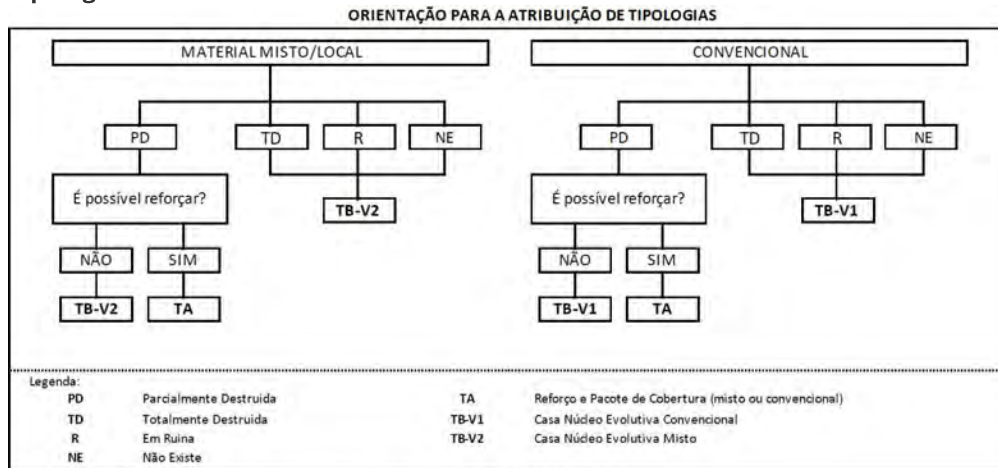 ORIENTAÇÃO PARA A ATRIBUIÇÃO DE TIPOLOGIAS
MATERIAL MISTO/LOCAL
CONVENCIONAL
PD TD R NE
PD TD R NE
É possível reforçar?
TB-V2
É possível reforçar?
TB-V1
NÃO SIM
NÃO SIM
TB-V2 TA
TB-V1 TA
Legenda:
PD Parcialmente Destruida TA Reforço e Pacote de Cobertura (misto ou convencional)
TD Totalmente Destruida TB-V1 Casa Núcleo Evolutiva Convencional
R Em Ruina TB-V2 Casa Núcleo Evolutiva Misto
NE Não Existe